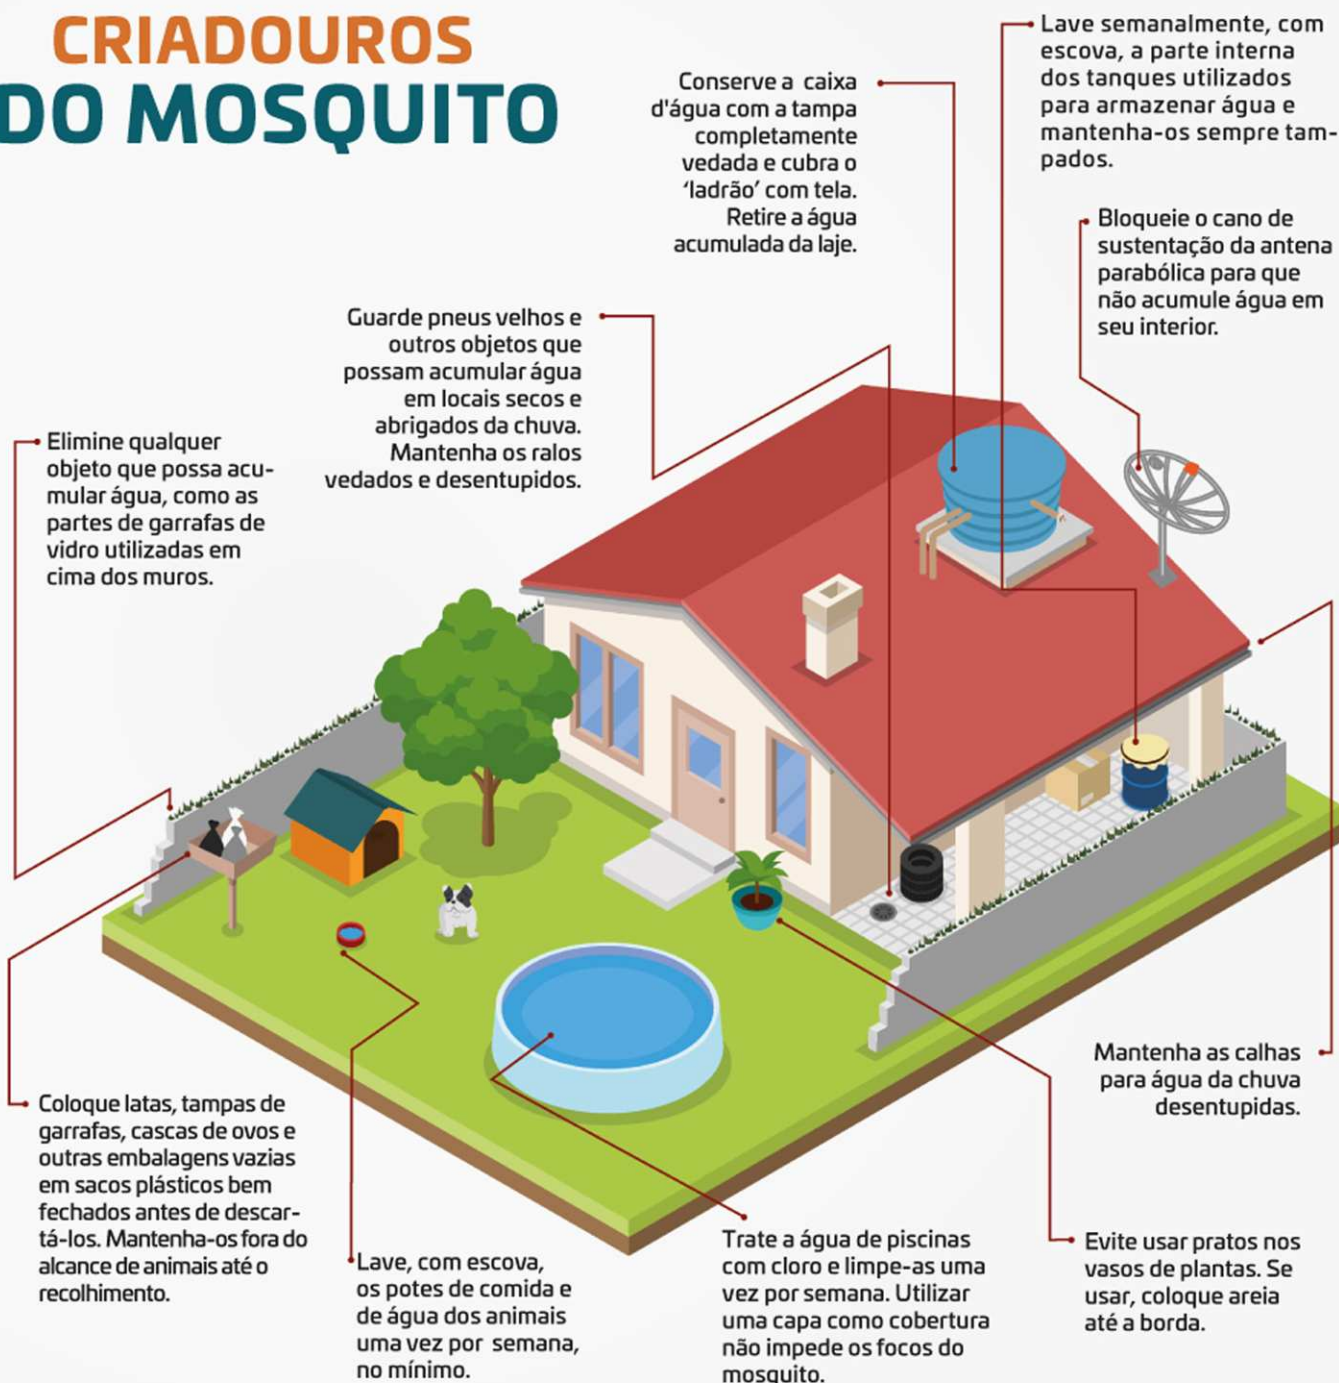 CRIADOUROS
DO MOSQUITO
Conserve a caixa
d'água com a tampa
completamente
vedada e cubra o
‘ladrão’ com tela.
Retire a água
acumulada da laje.
Lave semanalmente, com
escova, a parte interna
dos tanques utilizados
para armazenar água e
mantenha-os sempre tam-
pados.
Bloqueie o cano de
sustentação da antena
parabólica para que
não acumule água em
seu interior.
Guarde pneus velhos e
outros objetos que
possam acumular água
em locais secos e
abrigados da chuva.
Mantenha os ralos
vedados e desentupidos.
Elimine qualquer
objeto que possa acu-
mular água, como as
partes de garrafas de
vidro utilizadas em
cima dos muros.
Mantenha as calhas
para água da chuva
desentupidas.
Coloque latas, tampas de
garrafas, cascas de ovos e
outras embalagens vazias
em sacos plásticos bem
fechados antes de descar-
tá-los. Mantenha-os fora do
alcance de animais até o
recolhimento.
Lave, com escova,
os potes de comida e
de água dos animais
uma vez por semana,
no mínimo.
Trate a água de piscinas
com cloro e limpe-as uma
vez por semana. Utilizar
uma capa como cobertura
não impede os focos do
mosquito.
Evite usar pratos nos
vasos de plantas. Se
usar, coloque areia
até a borda.